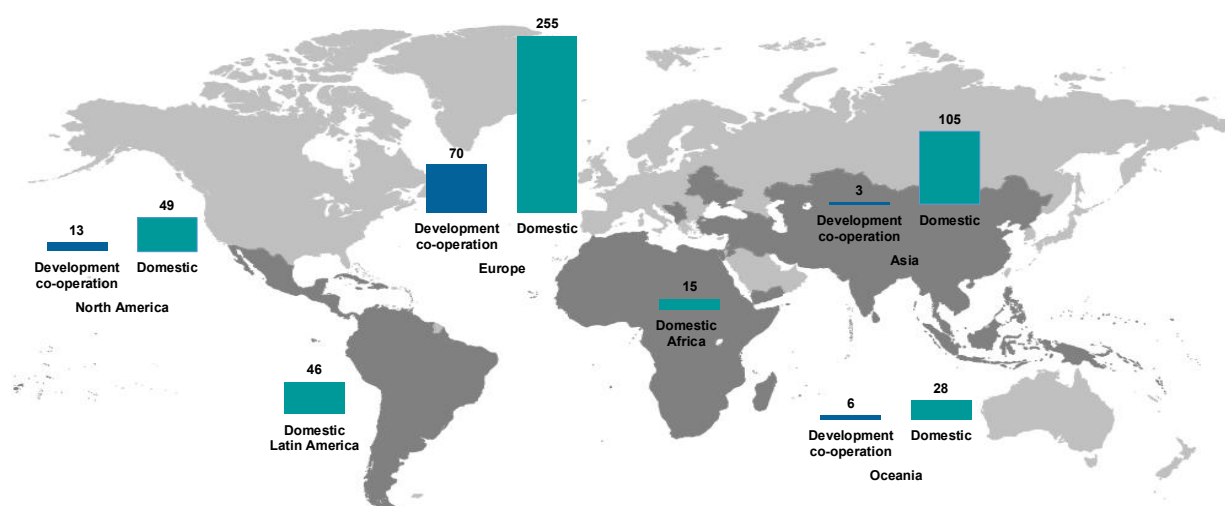 255
70
Development
co-operation
Domestic
Europe
105
3
Development
co-operation
Domestic
Asia
13
49
Development
co-operation
Domestic
North America
15
Domestic
Africa
46
Domestic
Latin America
6
28
Development
co-operation
Domestic
Oceania